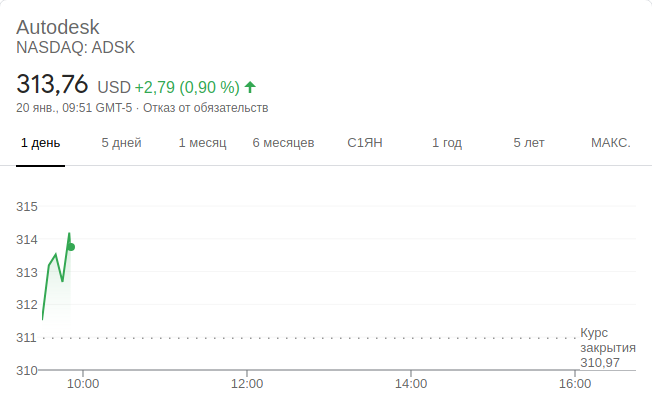 Autodesk
NASDAQ: ADSK
313,76 USD +2,79 (0,90 %)
20 янв., 09:51 GMT-5 · Отказ от обязательств
1 день 5 дней 1 месяц 6 месяцев С1ЯН 1 год 5 лет МАКС.
315
314
313
312
311
Курс
закрытия
310,97
310
10:00 12:00 14:00 16:00